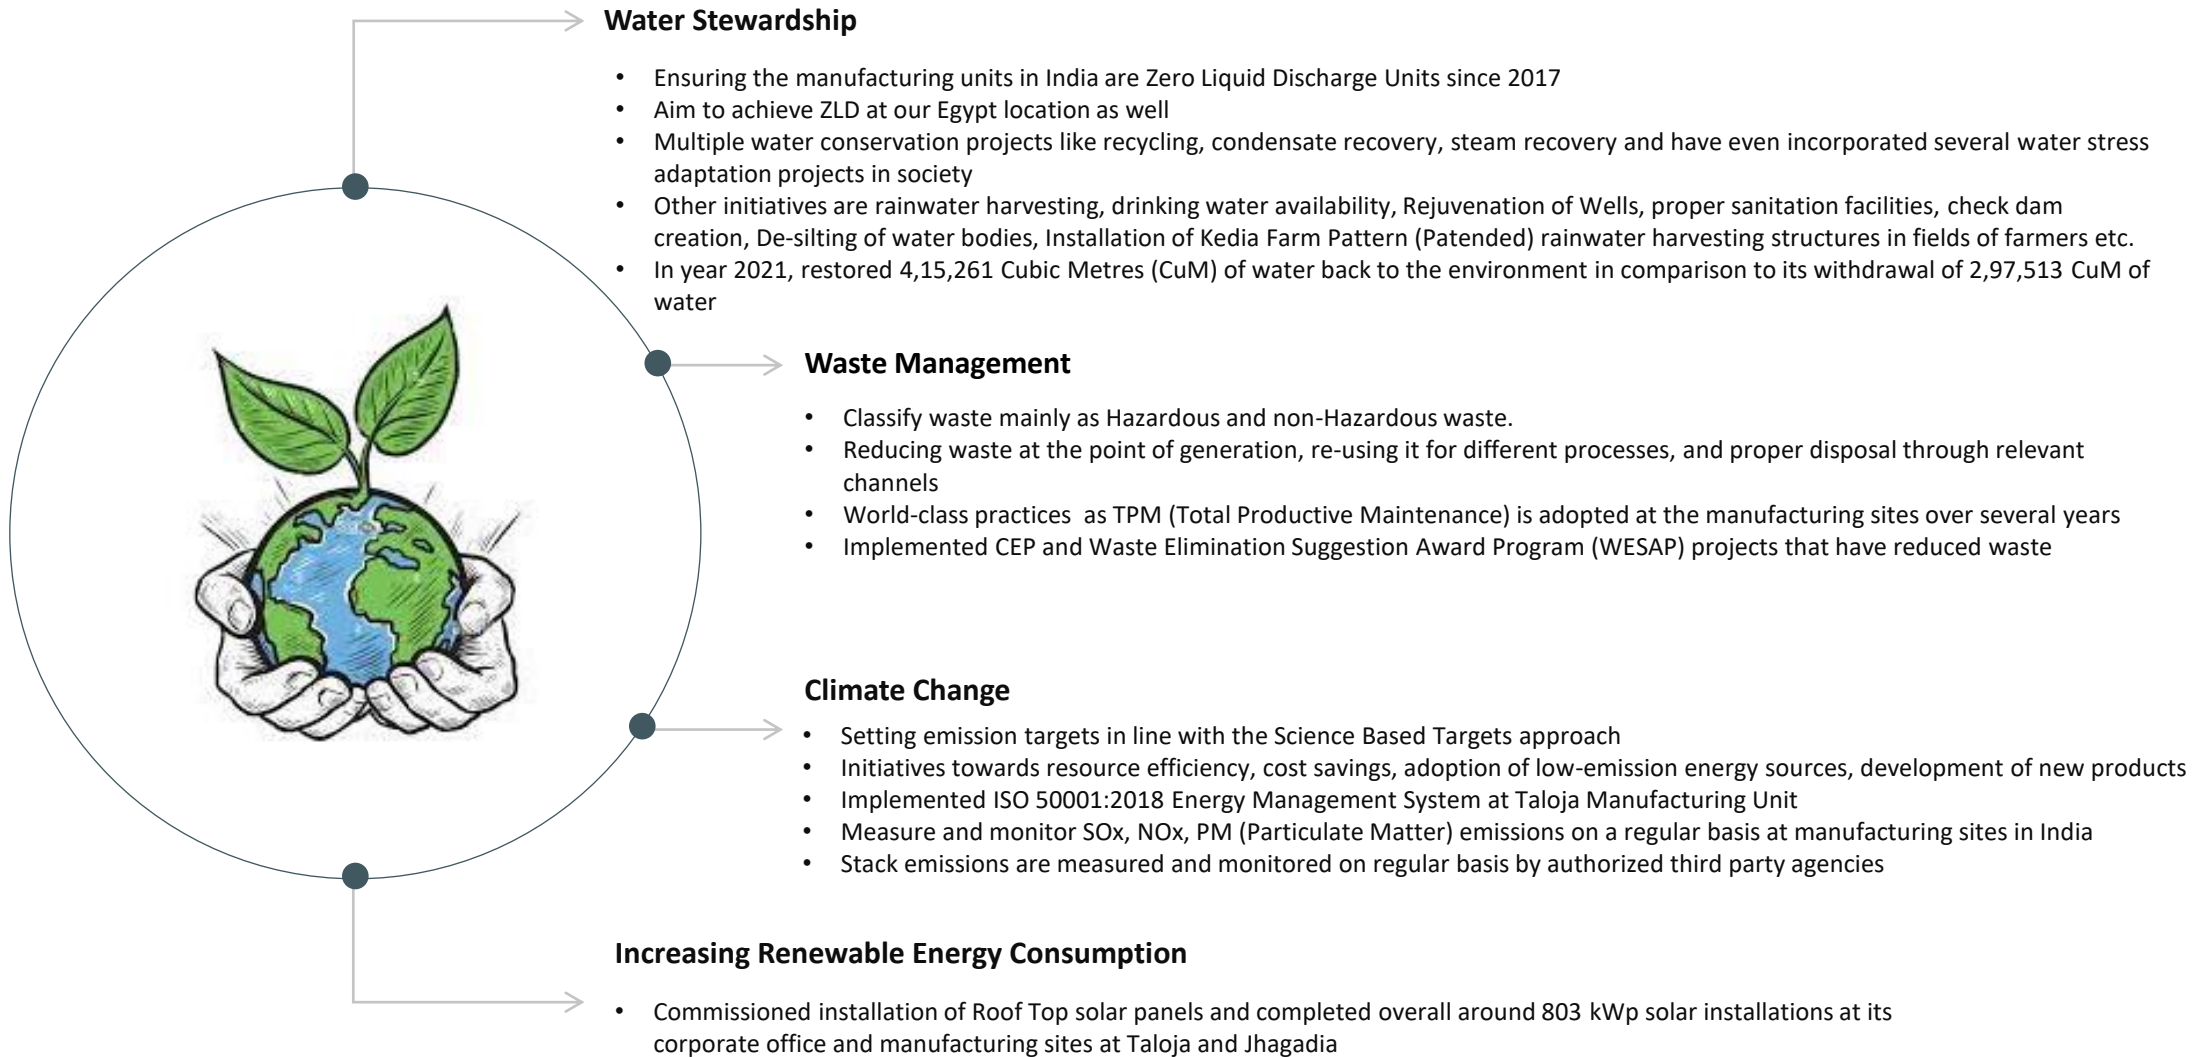 Water Stewardship
• Ensuring the manufacturing units in India are Zero Liquid Discharge Units since 2017
• Aim to achieve ZLD at our Egypt location as well
• Multiple water conservation projects like recycling, condensate recovery, steam recovery and have even incorporated several water stress
adaptation projects in society
• Other initiatives are rainwater harvesting, drinking water availability, Rejuvenation of Wells, proper sanitation facilities, check dam
creation, De-silting of water bodies, Installation of Kedia Farm Pattern (Patended) rainwater harvesting structures in fields of farmers etc.
• In year 2021, restored 4,15,261 Cubic Metres (CuM) of water back to the environment in comparison to its withdrawal of 2,97,513 CuM of
water
Waste Management
• Classify waste mainly as Hazardous and non-Hazardous waste.
• Reducing waste at the point of generation, re-using it for different processes, and proper disposal through relevant
channels
• World-class practices  as TPM (Total Productive Maintenance) is adopted at the manufacturing sites over several years
• Implemented CEP and Waste Elimination Suggestion Award Program (WESAP) projects that have reduced waste
Climate Change
• Setting emission targets in line with the Science Based Targets approach
• Initiatives towards resource efficiency, cost savings, adoption of low-emission energy sources, development of new products
• Implemented ISO 50001:2018 Energy Management System at Taloja Manufacturing Unit
• Measure and monitor SOx, NOx, PM (Particulate Matter) emissions on a regular basis at manufacturing sites in India
• Stack emissions are measured and monitored on regular basis by authorized third party agencies
Increasing Renewable Energy Consumption
• Commissioned installation of Roof Top solar panels and completed overall around 803 kWp solar installations at its
corporate office and manufacturing sites at Taloja and Jhagadia